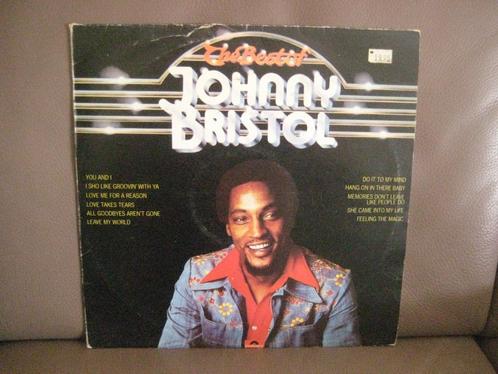 The Best of
JOHNNY
BRISTOL
YOU AND I
I SHO LIKE GROOVIN' WITH YA
LOVE ME FOR A REASON
LOVE TAKES TEARS
ALL GOODBYES AREN'T GONE
LEAVE MY WORLD
DO IT TO MY MIND
HANG ON IN THERE BABY
MEMORIES DON'T LEAVE
LIKE PEOPLE DO
SHE CAME INTO MY LIFE
FEELING THE MAGIC